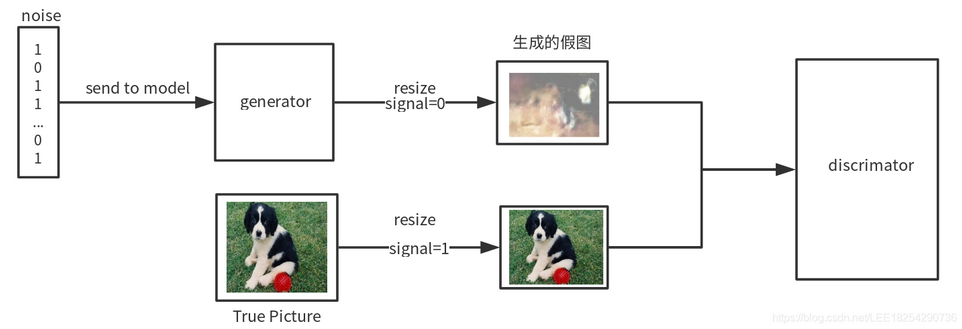 noise
1
0
1
1
...
0
1
send to model
generator
resize
signal=0
生成的假图
discrimator
resize
signal=1
True Picture
https://blog.csdn.net/LEE18254290736